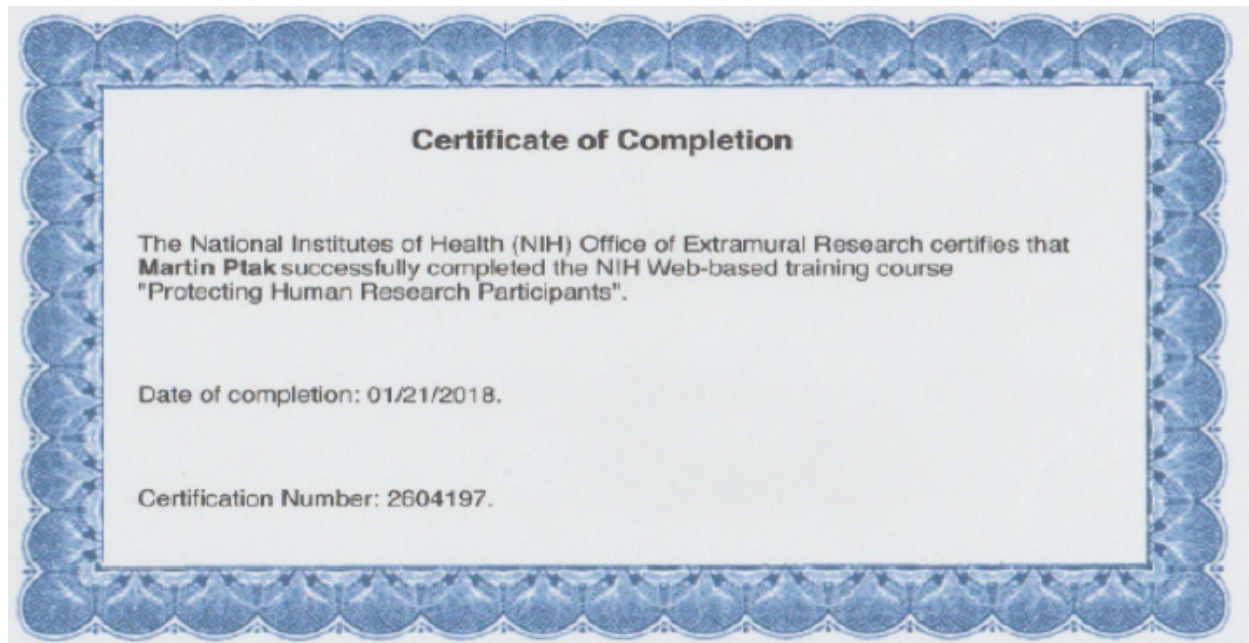 Certificate of Completion
The National Institutes of Health (NIH) Office of Extramural Research certifies that
Martin Ptak successfully completed the NIH Web-based training course
"Protecting Human Research Participants".
Date of completion: 01/21/2018.
Certification Number: 2604197.